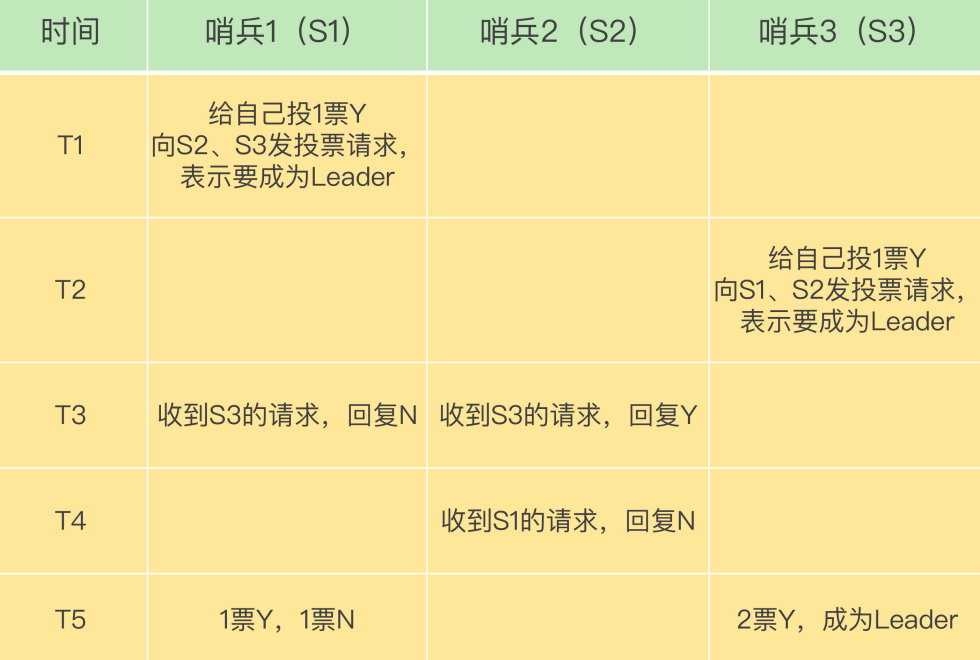 时间
哨兵1（S1）
哨兵2（S2）
哨兵3（S3）
T1
给自己投1票Y
向S2、S3发投票请求，
表示要成为Leader
T2
给自己投1票Y
向S1、S2发投票请求，
表示要成为Leader
T3
收到S3的请求，回复N
收到S3的请求，回复Y
T4
收到S1的请求，回复N
T5
1票Y，1票N
2票Y，成为Leader